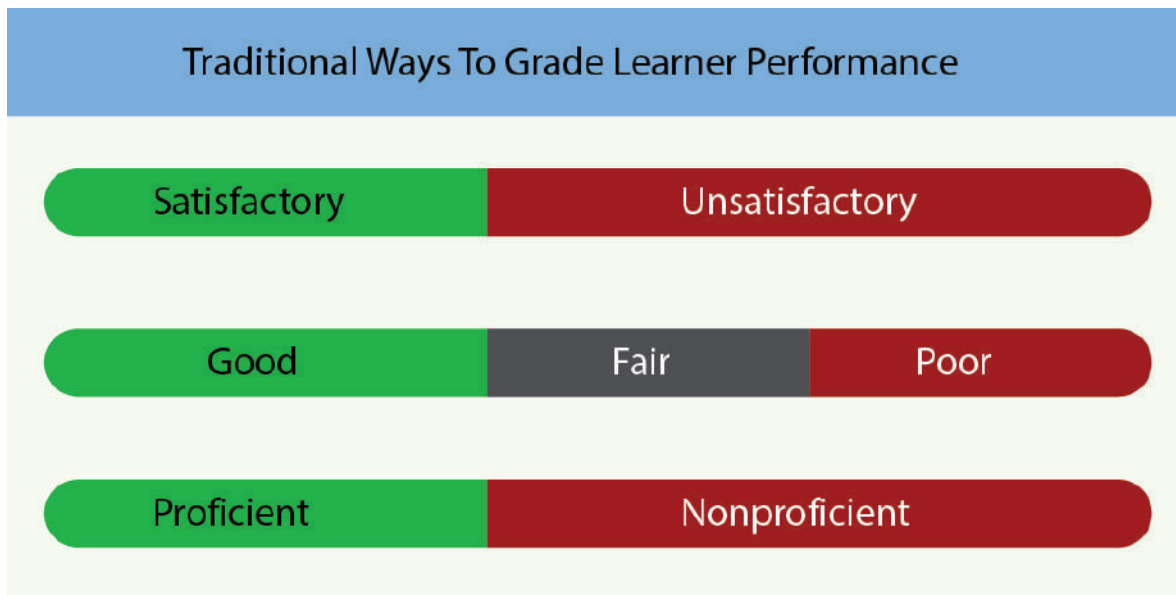 Traditional Ways To Grade Learner Performance
Satisfactory Unsatisfactory
Good Fair Poor
Proficient Nonproficient